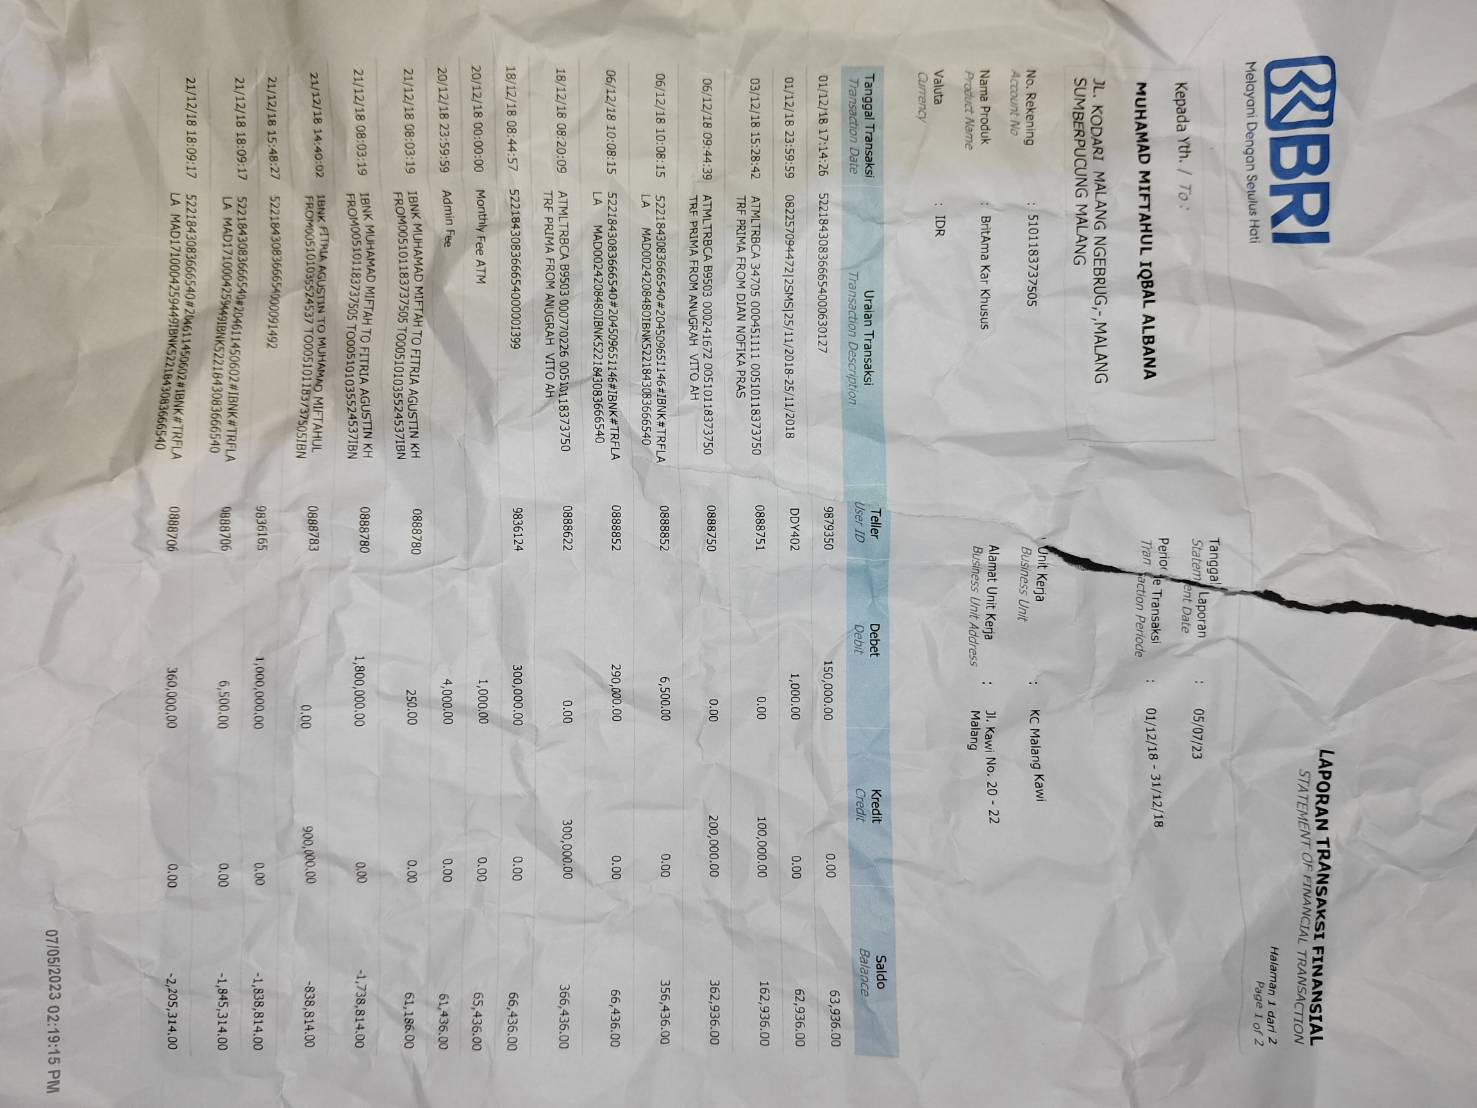 BRI
Melayani Dengan Setulus Hati
LAPORAN TRANSAKSI FINANSIAL
STATEMENT OF FINANCIAL TRANSACTION
Halaman 1 dari 2
Page 1 of 2
Kepada Yth. / To :
MUHAMAD MIFTAHUL IQBAL ALBANA
JL. KODARI MALANG NGEBRUG,-,MALANG
SUMBERPUCUNG MALANG
Tanggal Laporan : 05/07/23
Statement Date
Periode Transaksi : 01/12/18 - 31/12/18
Transaction Periode
No. Rekening : 5101183737505
Account No
Nama Produk : BritAma Kar Khusus
Product Name
Valuta : IDR
Currency
Unit Kerja : KC Malang Kawi
Business Unit
Alamat Unit Kerja : Jl. Kawi No. 20 - 22
Business Unit Address Malang
Tanggal Transaksi Uraian Transaksi Teller Debet Kredit Saldo
Transaction Date Transaction Description User ID Debit Credit Balance
01/12/18 17:14:26 522184308366654000630127 9879350 150,000.00 0.00 63,936.00
01/12/18 23:59:59 082257094472|2SMS|25/11/2018-25/11/2018 DDY402 1,000.00 0.00 62,936.00
03/12/18 15:28:42 ATMLTRBCA 34705 000451111 00510118373750 0888751 0.00 100,000.00 162,936.00
TRF PRIMA FROM DIAN NOFIKA PRAS
06/12/18 09:44:39 ATMLTRBCA B9503 000241672 00510118373750 0888750 0.00 200,000.00 362,936.00
TRF PRIMA FROM ANUGRAH VITO AH
06/12/18 10:08:15 5221843083666540#204509651146#IBNK#TRFLA 0888852 6,500.00 0.00 356,436.00
LA MAD0024208480IBNK5221843083666540
06/12/18 10:08:15 5221843083666540#204509651146#IBNK#TRFLA 0888852 290,000.00 0.00 66,436.00
LA MAD0024208480IBNK5221843083666540
18/12/18 08:20:09 ATMLTRBCA B9503 000770226 00510118373750 0888622 0.00 300,000.00 366,436.00
TRF PRIMA FROM ANUGRAH VITO AH
18/12/18 08:44:57 522184308366654000001399 9836124 300,000.00 0.00 66,436.00
20/12/18 00:00:00 Monthly Fee ATM 1,000.00 0.00 65,436.00
20/12/18 23:59:59 Admin Fee 4,000.00 0.00 61,436.00
21/12/18 08:03:19 IBNK MUHAMAD MIFTAH TO FITRIA AGUSTIN KH 0888780 250.00 0.00 61,186.00
FROM005101183737505 TO005101035524537IBN
21/12/18 08:03:19 IBNK MUHAMAD MIFTAH TO FITRIA AGUSTIN KH 0888780 1,800,000.00 0.00 -1,738,814.00
FROM005101183737505 TO005101035524537IBN
21/12/18 14:40:02 IBNK FITRIA AGUSTIN TO MUHAMAD MIFTAHUL 0888783 0.00 900,000.00 -838,814.00
FROM005101035524537 TO005101183737505IBN
21/12/18 15:48:27 522184308366654000091492 9836165 1,000,000.00 0.00 -1,838,814.00
21/12/18 18:09:17 5221843083666540#204611450602#IBNK#TRFLA 0888706 6,500.00 0.00 -1,845,314.00
LA MAD1710004259449IBNK5221843083666540
21/12/18 18:09:17 5221843083666540#204611450602#IBNK#TRFLA 0888706 360,000.00 0.00 -2,205,314.00
LA MAD1710004259449IBNK5221843083666540
07/05/2023 02:19:15 PM